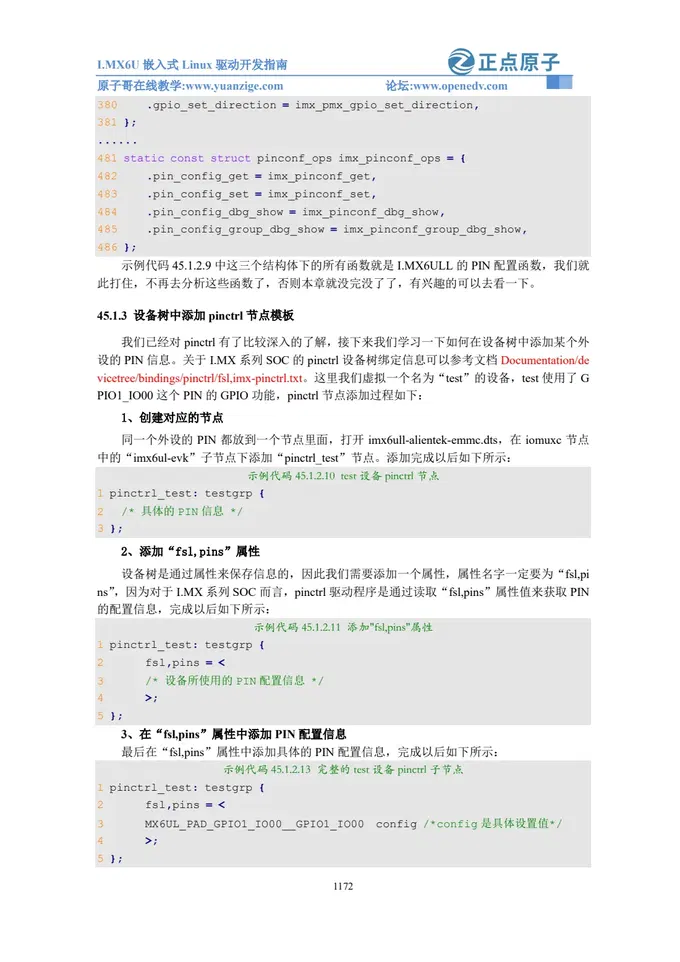 I.MX6U 嵌入式 Linux 驱动开发指南
正点原子
原子哥在线教学:www.yuanzige.com 论坛:www.openedv.com
380 .gpio_set_direction = imx_pmx_gpio_set_direction,
381 };
......
481 static const struct pinconf_ops imx_pinconf_ops = {
482 .pin_config_get = imx_pinconf_get,
483 .pin_config_set = imx_pinconf_set,
484 .pin_config_dbg_show = imx_pinconf_dbg_show,
485 .pin_config_group_dbg_show = imx_pinconf_group_dbg_show,
486 };
示例代码 45.1.2.9 中这三个结构体下的所有函数就是 I.MX6ULL 的 PIN 配置函数，我们就
此打住，不再去分析这些函数了，否则本章就没完没了了，有兴趣的可以去看一下。
45.1.3 设备树中添加 pinctrl 节点模板
我们已经对 pinctrl 有了比较深入的了解，接下来我们学习一下如何在设备树中添加某个外
设的 PIN 信息。关于 I.MX 系列 SOC 的 pinctrl 设备树绑定信息可以参考文档 Documentation/de
vicetree/bindings/pinctrl/fsl,imx-pinctrl.txt。这里我们虚拟一个名为“test”的设备，test 使用了 G
PIO1_IO00 这个 PIN 的 GPIO 功能，pinctrl 节点添加过程如下：
1、创建对应的节点
同一个外设的 PIN 都放到一个节点里面，打开 imx6ull-alientek-emmc.dts，在 iomuxc 节点
中的“imx6ul-evk”子节点下添加“pinctrl_test”节点。添加完成以后如下所示：
示例代码 45.1.2.10 test 设备 pinctrl 节点
1 pinctrl_test: testgrp {
2 /* 具体的 PIN 信息 */
3 };
2、添加“fsl,pins”属性
设备树是通过属性来保存信息的，因此我们需要添加一个属性，属性名字一定要为“fsl,pi
ns”，因为对于 I.MX 系列 SOC 而言，pinctrl 驱动程序是通过读取“fsl,pins”属性值来获取 PIN
的配置信息，完成以后如下所示：
示例代码 45.1.2.11 添加"fsl,pins"属性
1 pinctrl_test: testgrp {
2 fsl,pins = <
3 /* 设备所使用的 PIN 配置信息 */
4 >;
5 };
3、在“fsl,pins”属性中添加 PIN 配置信息
最后在“fsl,pins”属性中添加具体的 PIN 配置信息，完成以后如下所示：
示例代码 45.1.2.13 完整的 test 设备 pinctrl 子节点
1 pinctrl_test: testgrp {
2 fsl,pins = <
3 MX6UL_PAD_GPIO1_IO00__GPIO1_IO00 config /*config 是具体设置值*/
4 >;
5 };
1172